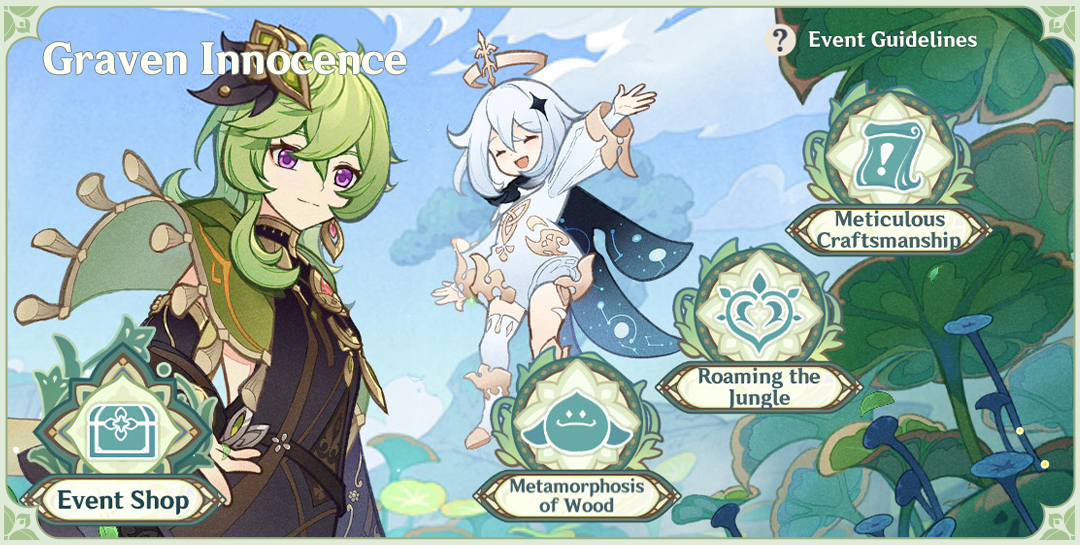 Graven Innocence
? Event Guidelines
Meticulous
Craftsmanship
Roaming the
Jungle
Metamorphosis
of Wood
Event Shop